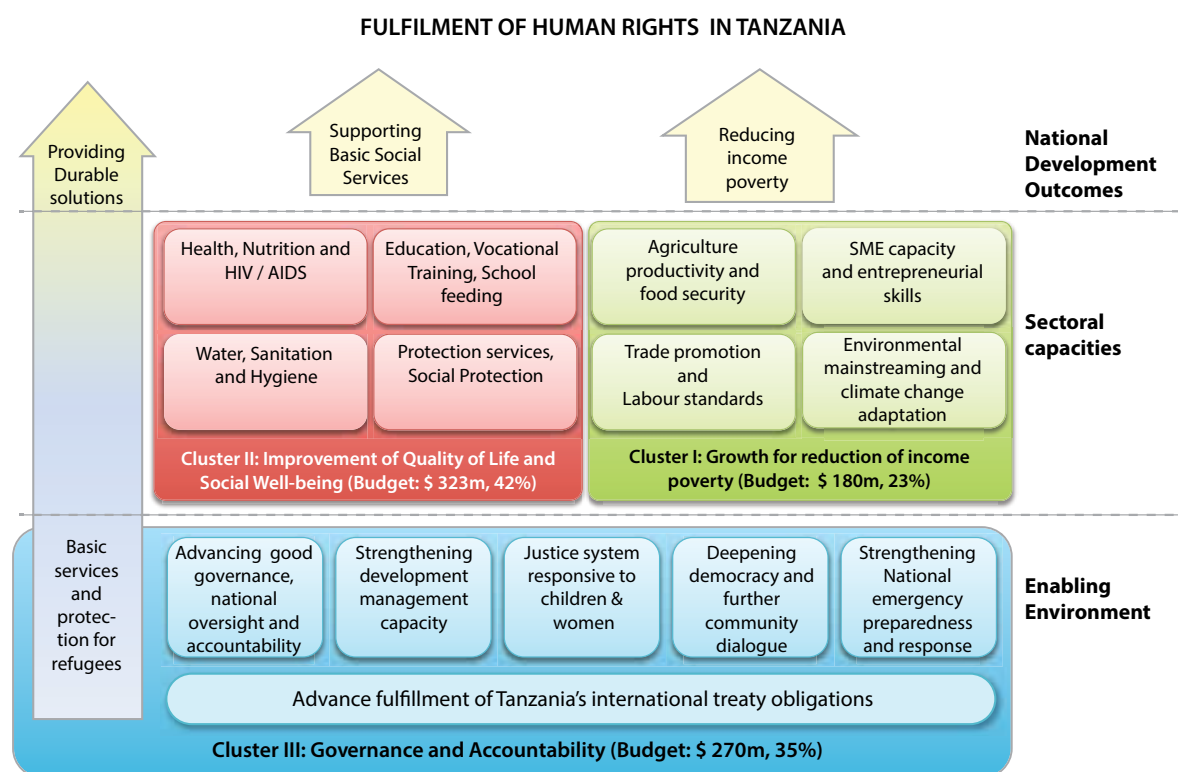 FULFILMENT OF HUMAN RIGHTS IN TANZANIA
Providing
Durable
solutions
Supporting
Basic Social
Services
Reducing
income
poverty
National
Development
Outcomes
Health, Nutrition and
HIV / AIDS
Education, Vocational
Training, School
feeding
Water, Sanitation
and Hygiene
Protection services,
Social Protection
Cluster II: Improvement of Quality of Life and
Social Well-being (Budget: $ 323m, 42%)
Agriculture
productivity and
food security
SME capacity
and entrepreneurial
skills
Trade promotion
and
Labour standards
Environmental
mainstreaming and
climate change
adaptation
Cluster I: Growth for reduction of income
poverty (Budget: $ 180m, 23%)
Sectoral
capacities
Basic
services
and
protec-
tion for
refugees
Advancing good
governance,
national
oversight and
accountability
Strengthening
development
management
capacity
Justice system
responsive to
children &
women
Deepening
democracy and
further
community
dialogue
Strengthening
National
emergency
preparedness
and response
Enabling
Environment
Advance fulfillment of Tanzania's international treaty obligations
Cluster III: Governance and Accountability (Budget: $ 270m, 35%)